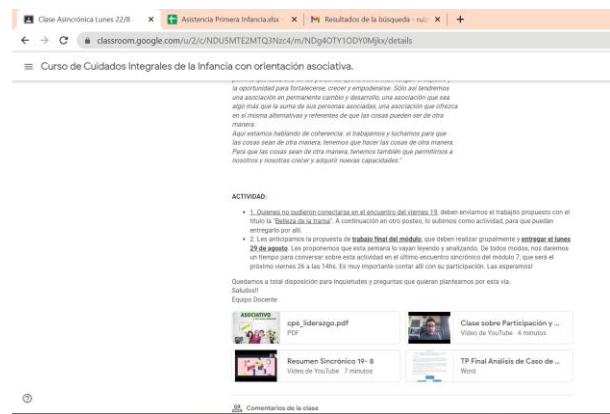 Clase Asincrónica Lunes 22/8
Asistencia Primera Infancia.xlsx
Resultados de la búsqueda - ruiz
classroom.google.com/u/2/c/NDU5MTE2MTQ3Nzc4/m/NDg4OTY1ODY0Mjkx/details
Curso de Cuidados Integrales de la Infancia con orientación asociativa.
la oportunidad para fortalecerse, crecer y empoderarse. Sólo así tendremos
una asociación en permanente cambio y desarrollo, una asociación que sea
algo más que la suma de sus personas asociadas, una asociación que ofrezca
en sí misma alternativas y referentes de que las cosas pueden ser de otra
manera.
Aquí estamos hablando de coherencia: si trabajamos y luchamos para que
las cosas sean de otra manera, tenemos que hacer las cosas de otra manera.
Para que las cosas sean de otra manera, tenemos también que permitirnos a
nosotros y nosotras crecer y adquirir nuevas capacidades."
ACTIVIDAD:
1. Quienes no pudieron conectarse en el encuentro del viernes 19, deben enviarnos el trabajito propuesto con el
título la "Belleza de la trama". A continuación en otro posteo, lo subimos como actividad, para que puedan
entregarlo por allí.
2. Les anticipamos la propuesta de trabajo final del módulo, que deben realizar grupalmente y entregar el lunes
29 de agosto. Les proponemos que esta semana lo vayan leyendo y analizando. De todos modos, nos daremos
un tiempo para conversar sobre esta actividad en el último encuentro sincrónico del módulo 7, que será el
próximo viernes 26 a las 14hs. Es muy importante contar allí con su participación. Las esperamos!
Quedamos a total disposición para inquietudes y preguntas que quieran plantearnos por esta vía.
Saludos!!
Equipo Docente
ASOCIATIVO
cp6_liderazgo.pdf
PDF
Clase sobre Participación y ...
Video de YouTube 4 minutos
Resumen Sincrónico 19- 8
Video de YouTube 7 minutos
TP Final Análisis de Caso de ...
Word
Comentarios de la clase